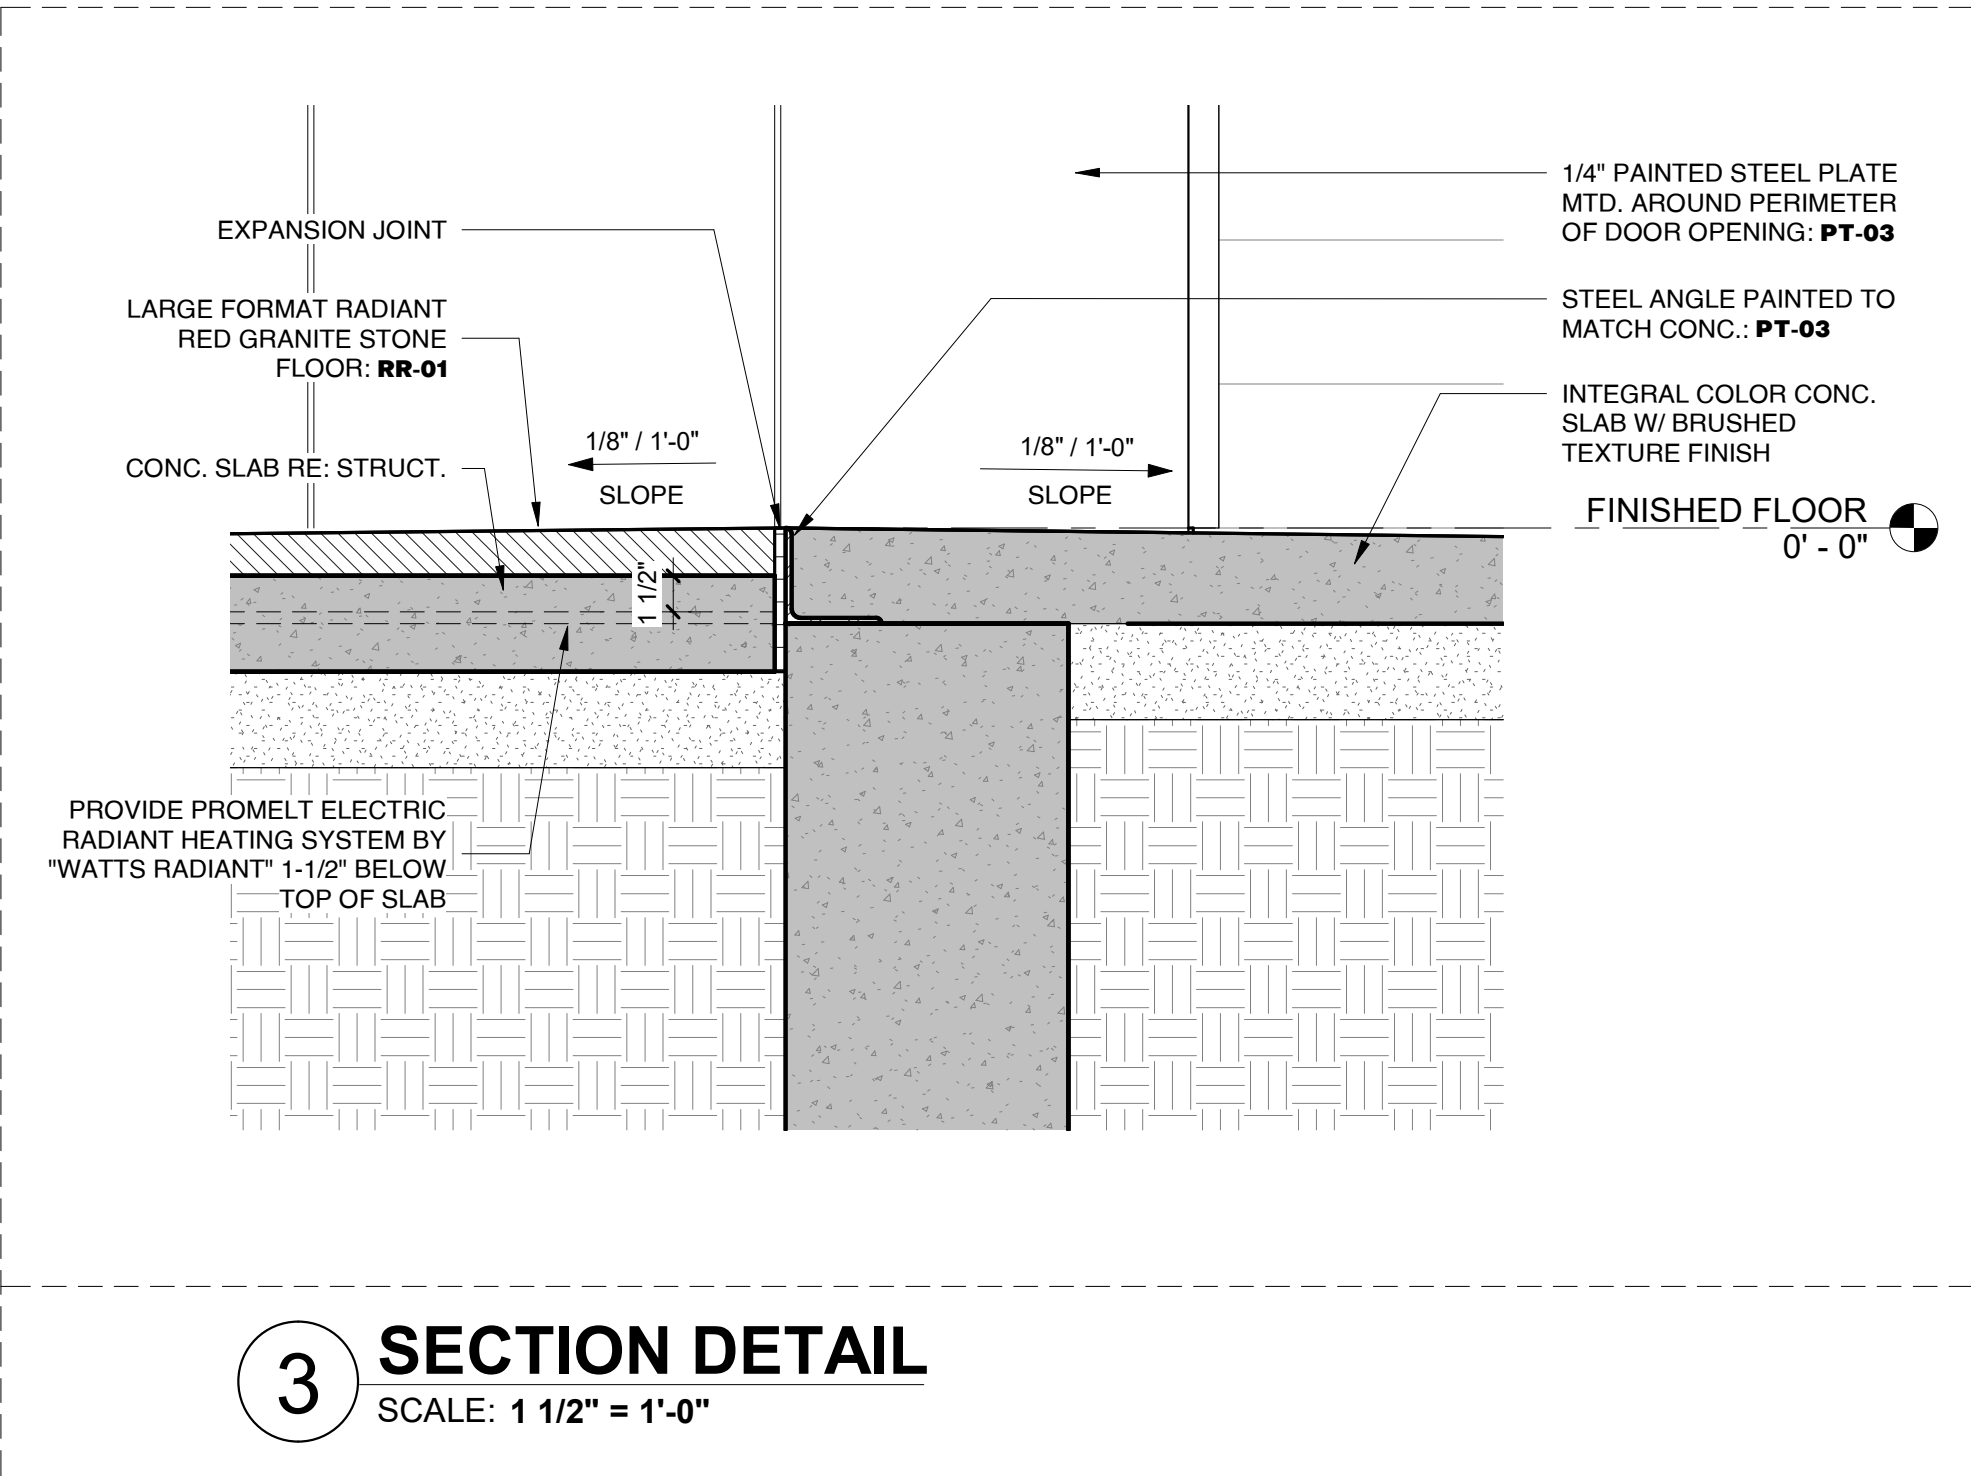 EXPANSION JOINT
LARGE FORMAT RADIANT
RED GRANITE STONE
FLOOR: RR-01
CONC. SLAB RE: STRUCT.
1/8" / 1'-0"
SLOPE
1/8" / 1'-0"
SLOPE
1/4" PAINTED STEEL PLATE
MTD. AROUND PERIMETER
OF DOOR OPENING: PT-03
STEEL ANGLE PAINTED TO
MATCH CONC.: PT-03
INTEGRAL COLOR CONC.
SLAB W/ BRUSHED
TEXTURE FINISH
FINISHED FLOOR
0' - 0"
1 1/2"
PROVIDE PROMELT ELECTRIC
RADIANT HEATING SYSTEM BY
"WATTS RADIANT" 1-1/2" BELOW
TOP OF SLAB
3
SECTION DETAIL
SCALE: 1 1/2" = 1'-0"